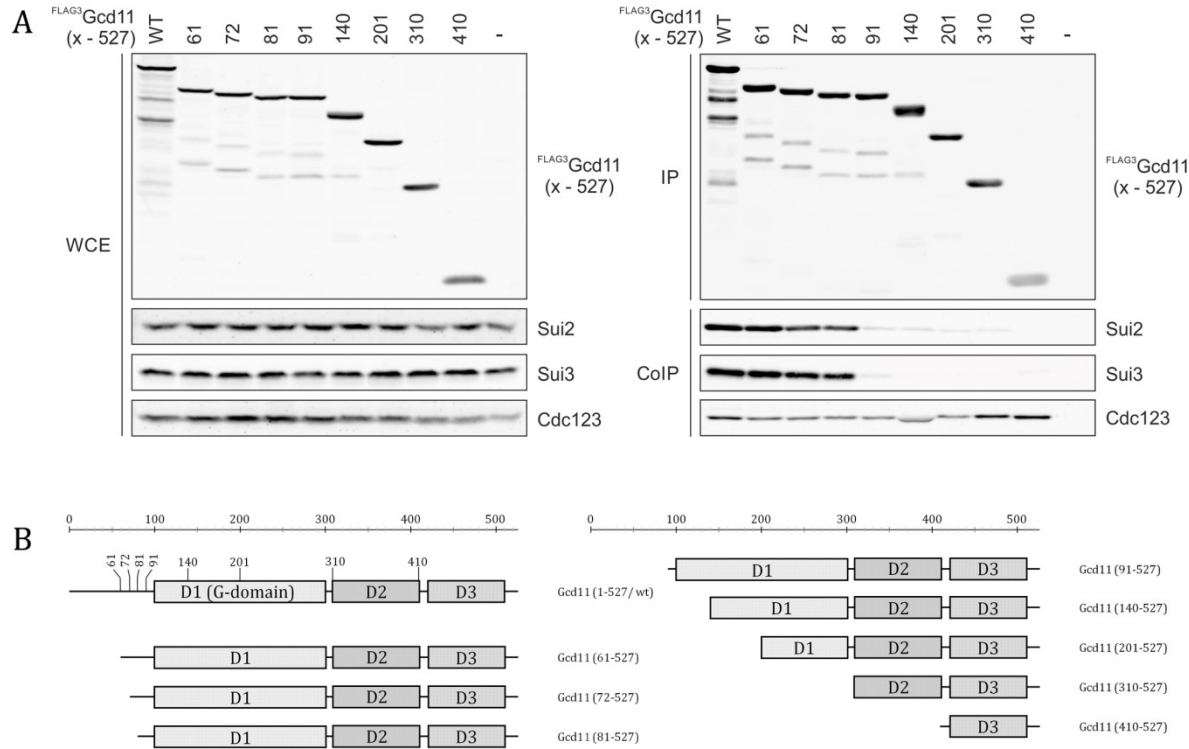 A
FLAG3Gcd11
(x - 527)
WT 61 72 81 91 140 201 310 410 -
FLAG3Gcd11
(x - 527)
WCE
Sui2
Sui3
Cdc123
FLAG3Gcd11
(x - 527)
WT 61 72 81 91 140 201 310 410 -
IP
FLAG3Gcd11
(x - 527)
CoIP
Sui2
Sui3
Cdc123
B
0 100 200 300 400 500
61 72 81 91 140 201 310 410
D1 (G-domain) D2 D3 Gcd11 (1-527/wt)
D1 D2 D3 Gcd11 (61-527)
D1 D2 D3 Gcd11 (72-527)
D1 D2 D3 Gcd11 (81-527)
0 100 200 300 400 500
D1 D2 D3 Gcd11 (91-527)
D1 D2 D3 Gcd11 (140-527)
D1 D2 D3 Gcd11 (201-527)
D2 D3 Gcd11 (310-527)
D3 Gcd11 (410-527)